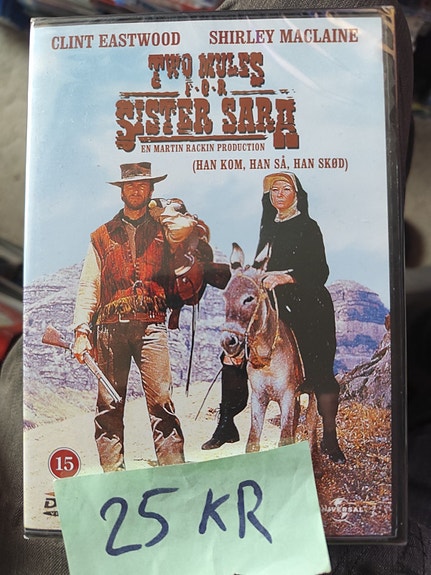 CLINT EASTWOOD SHIRLEY MACLAINE
TWO MULES
F·O·R
SISTER SARA
EN MARTIN RACKIN PRODUCTION
(HAN KOM, HAN SÅ, HAN SKØD)
15
UNIVERSAL
25 KR